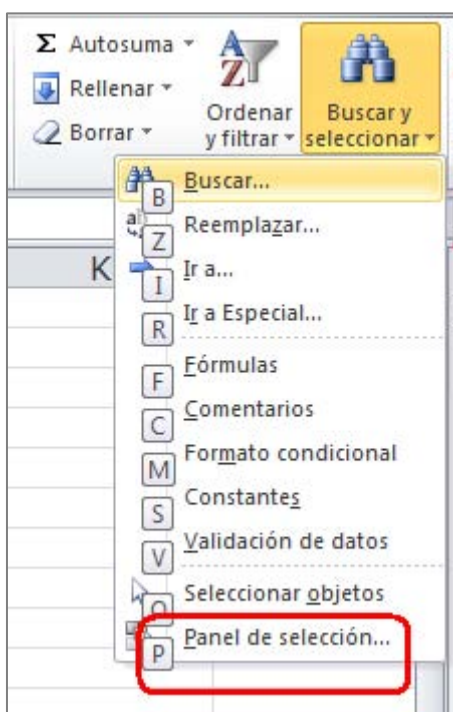 Σ Autosuma
Rellenar
Borrar
Ordenar
y filtrar
Buscar y
seleccionar
B Buscar...
Z Reemplazar...
I Ir a...
R Ir a Especial...
F Fórmulas
C Comentarios
M Formato condicional
S Constantes
V Validación de datos
O Seleccionar objetos
P Panel de selección...
K